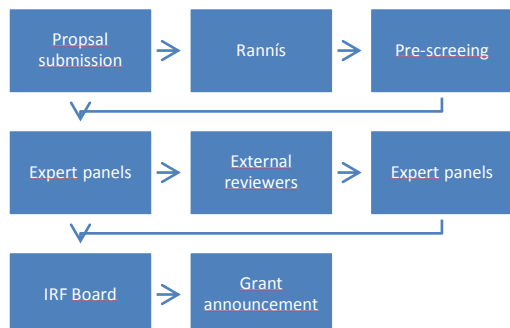 Propsal
submission
Rannís
Pre-screeing
Expert panels
External
reviewers
Expert panels
IRF Board
Grant
announcement